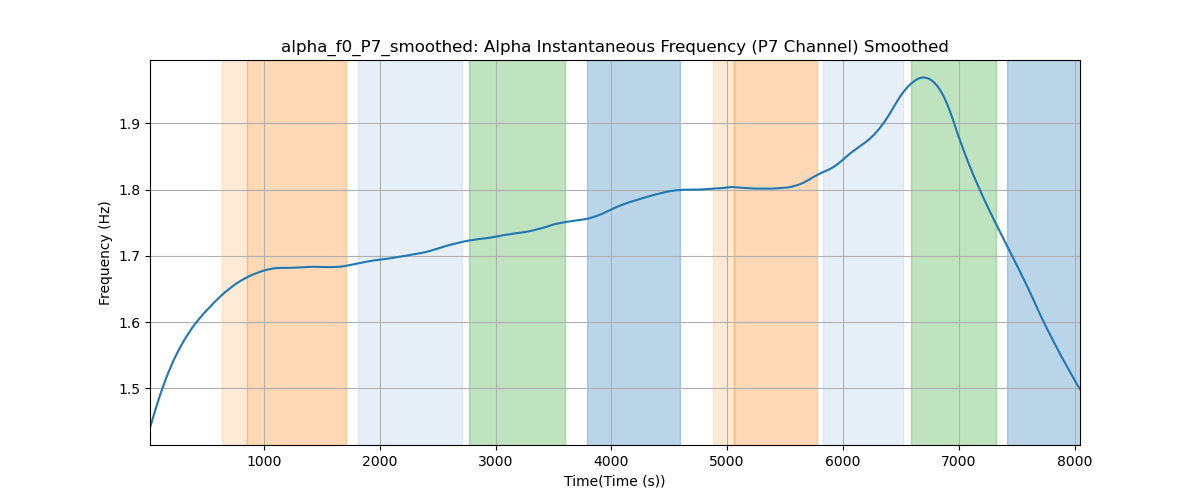 alpha_f0_P7_smoothed: Alpha Instantaneous Frequency (P7 Channel) Smoothed
Frequency (Hz)
1.9
1.8
1.7
1.6
1.5
1000 2000 3000 4000 5000 6000 7000 8000
Time(Time (s))